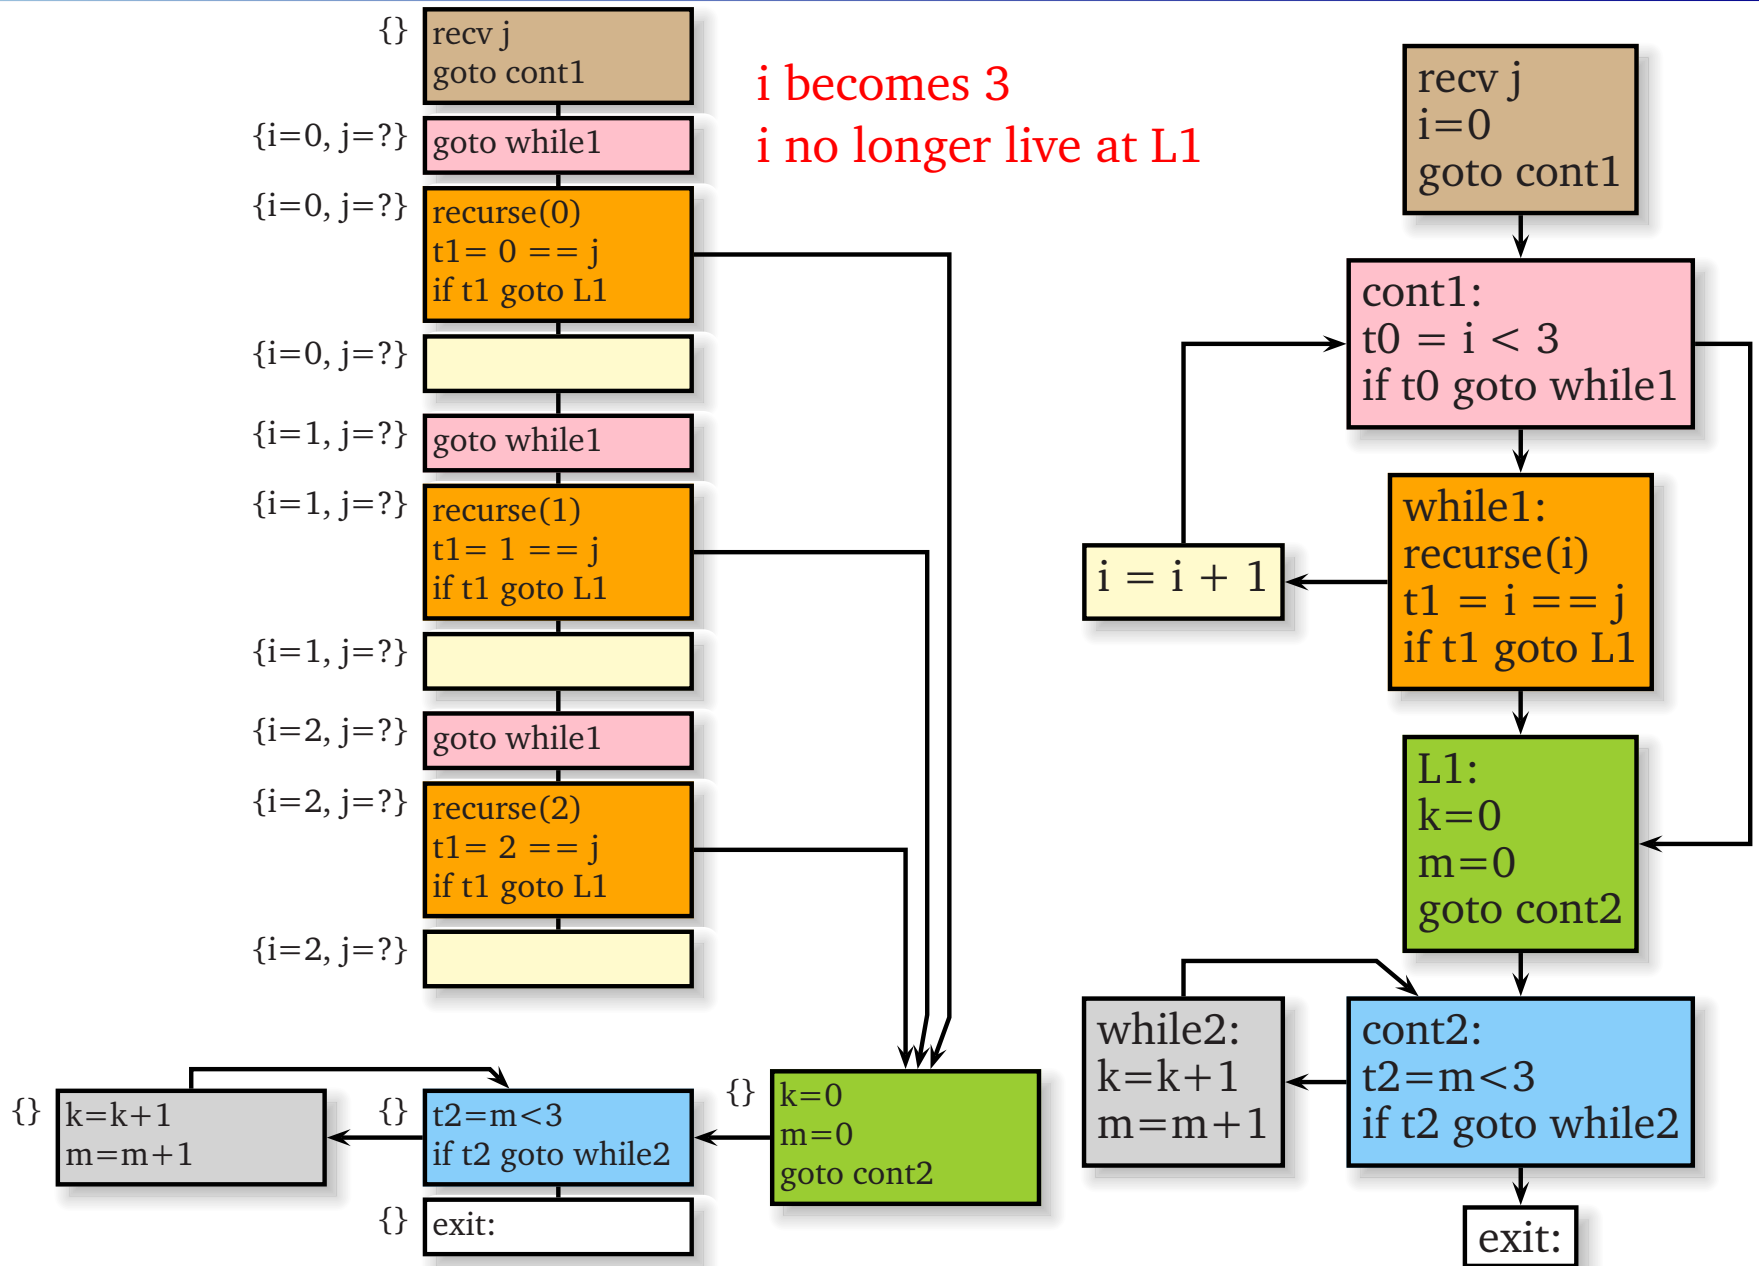 {}
recv j
goto cont1
i becomes 3
i no longer live at L1
{i=0, j=?}
goto while1
{i=0, j=?}
recurse(0)
t1= 0 == j
if t1 goto L1
{i=0, j=?}
{i=1, j=?}
goto while1
{i=1, j=?}
recurse(1)
t1= 1 == j
if t1 goto L1
{i=1, j=?}
{i=2, j=?}
goto while1
{i=2, j=?}
recurse(2)
t1= 2 == j
if t1 goto L1
{i=2, j=?}
{}
k=k+1
m=m+1
{}
t2=m<3
if t2 goto while2
{}
k=0
m=0
goto cont2
{}
exit:
recv j
i=0
goto cont1
cont1:
t0 = i < 3
if t0 goto while1
while1:
recurse(i)
t1 = i == j
if t1 goto L1
i = i + 1
L1:
k=0
m=0
goto cont2
while2:
k=k+1
m=m+1
cont2:
t2=m<3
if t2 goto while2
exit: